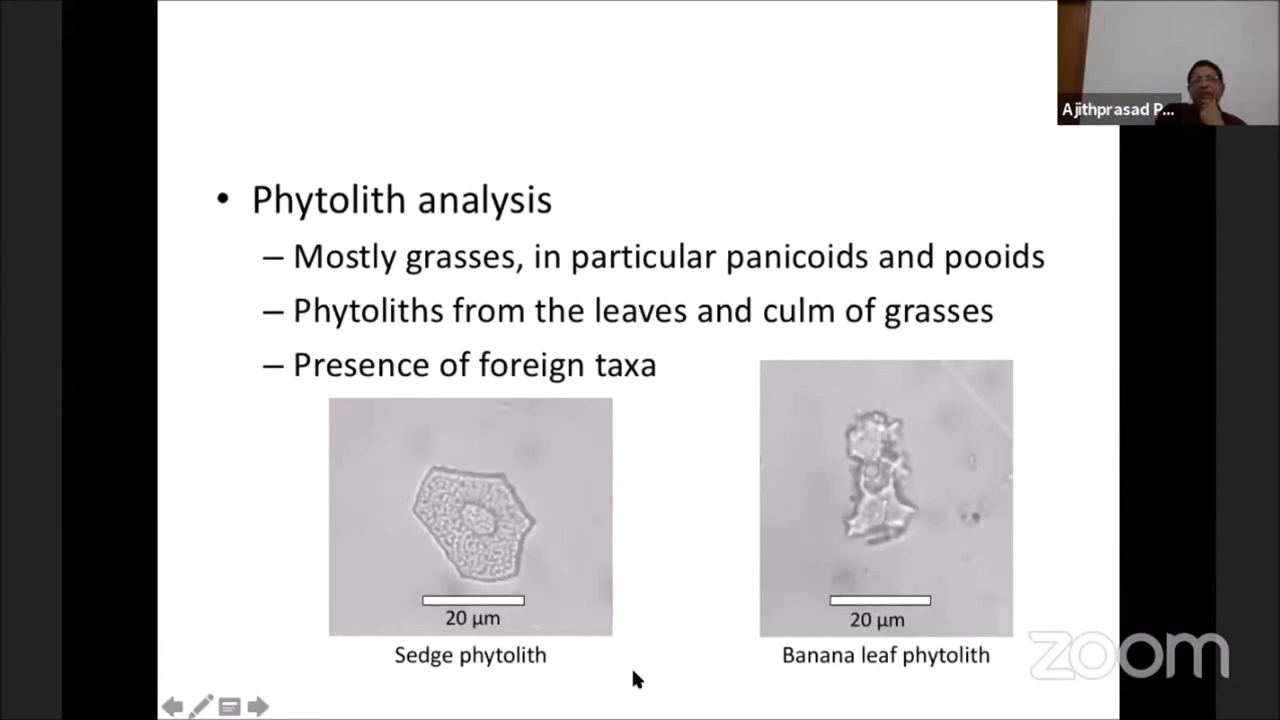 Ajithprasad P...
• Phytolith analysis
– Mostly grasses, in particular panicoids and pooids
– Phytoliths from the leaves and culm of grasses
– Presence of foreign taxa
20 µm
Sedge phytolith
20 µm
Banana leaf phytolith
zoom